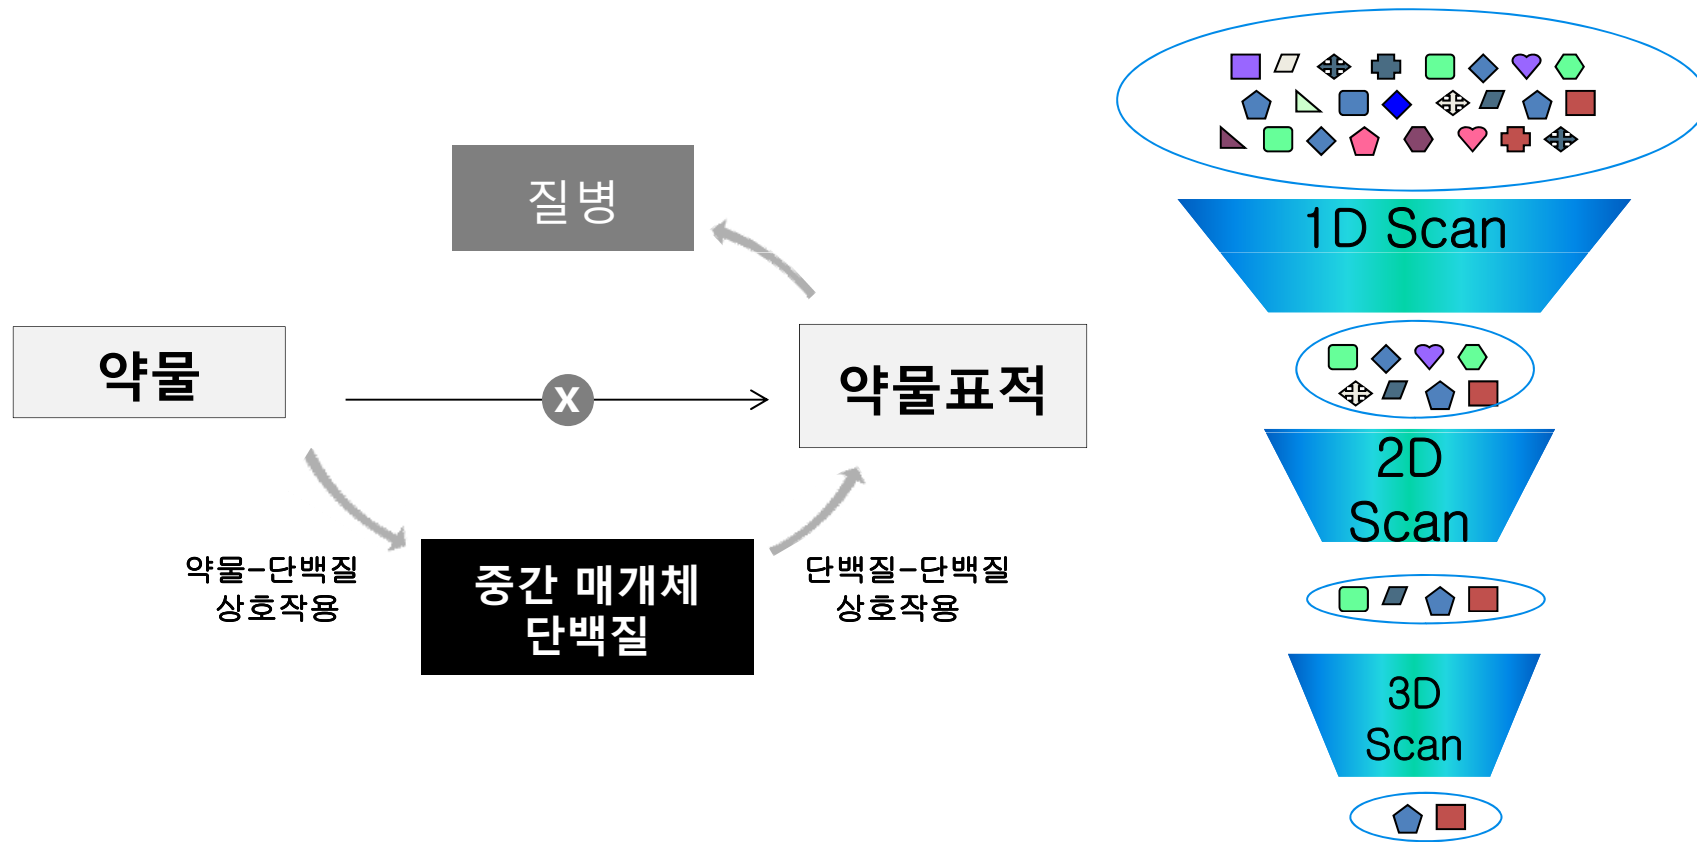 질병
약물
X
약물표적
약물-단백질
상호작용
중간 매개체
단백질
단백질-단백질
상호작용
1D Scan
2D
Scan
3D
Scan